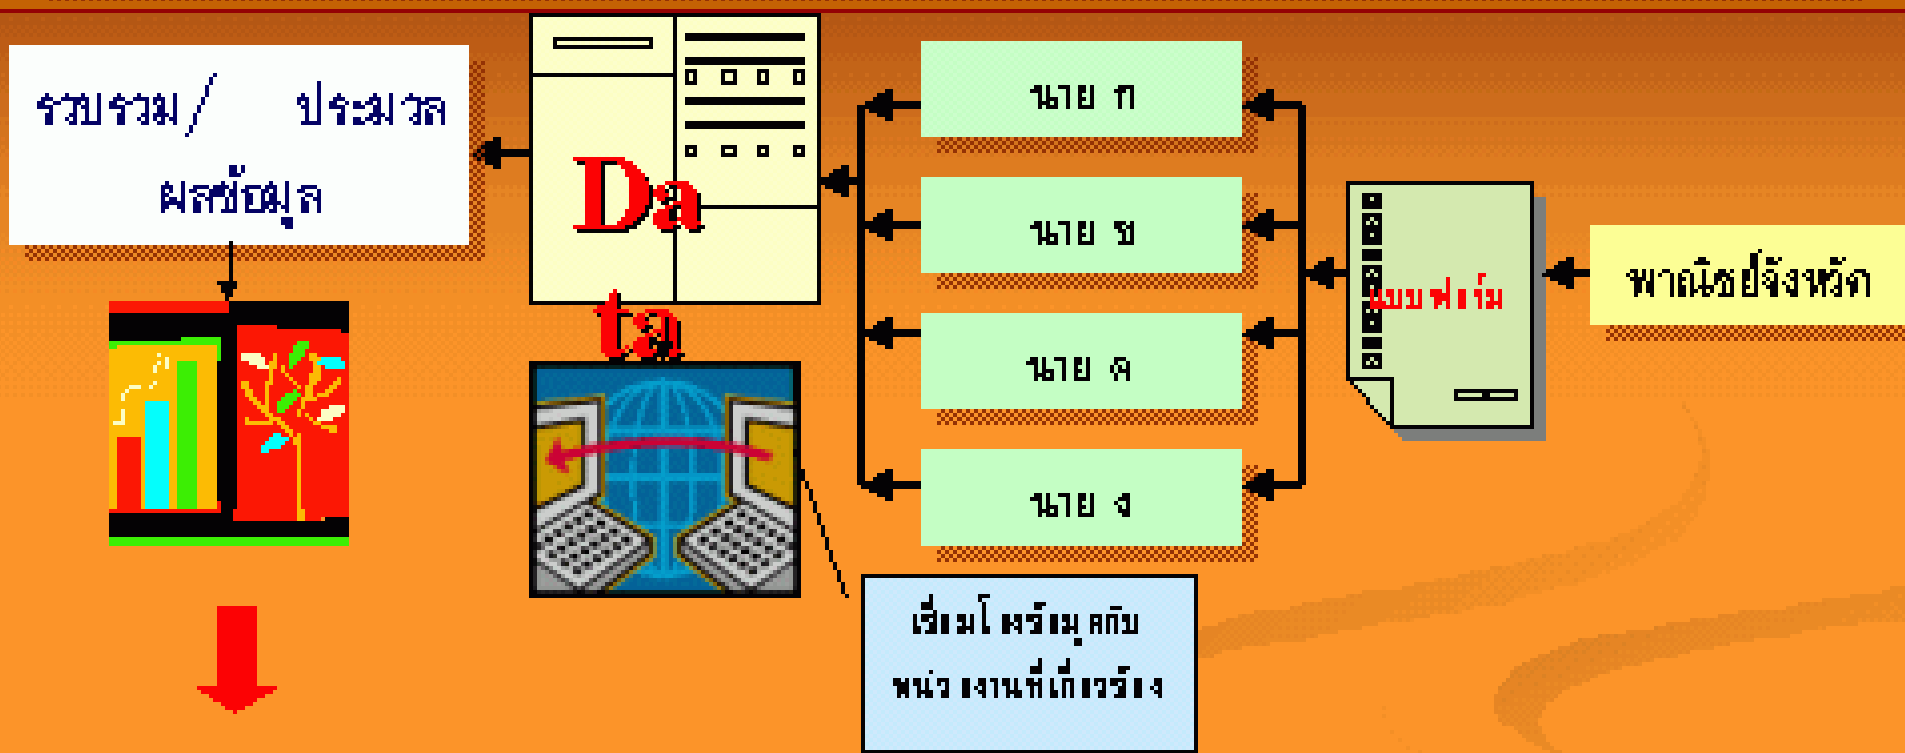 รวบรวม/ ประมวล
ผลข้อมูล
Da
ta
นาย ก
นาย ข
นาย ค
นาย ง
แบบฟอร์ม
พาณิชย์จังหวัด
เชื่อมโยงข้อมูลกับ
หน่วยงานที่เกี่ยวข้อง